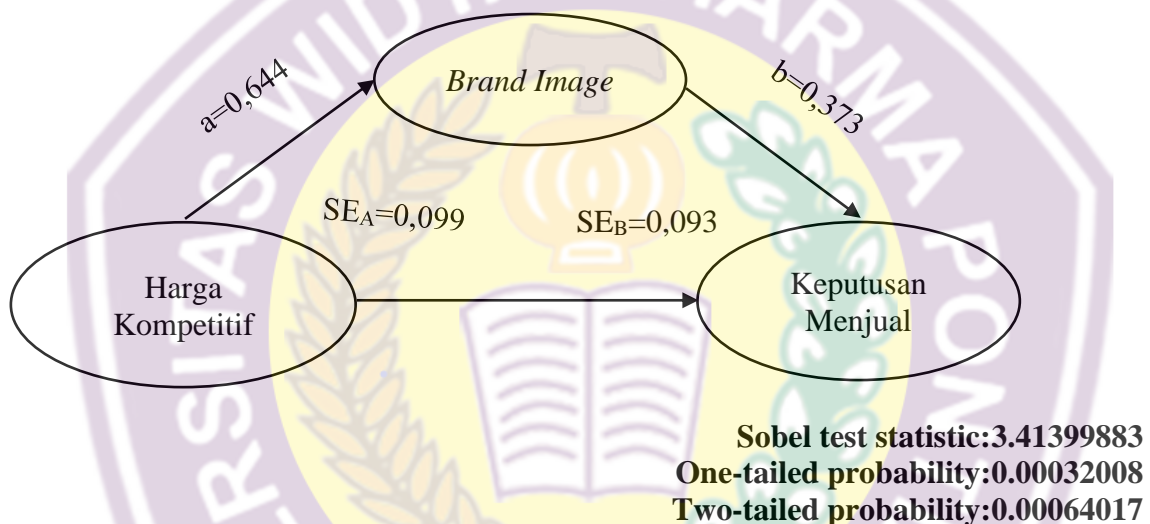 Brand Image
a=0,644
b=0,373
SEA=0,099
SEB=0,093
Harga
Kompetitif
Keputusan
Menjual
Sobel test statistic:3.41399883
One-tailed probability:0.00032008
Two-tailed probability:0.00064017